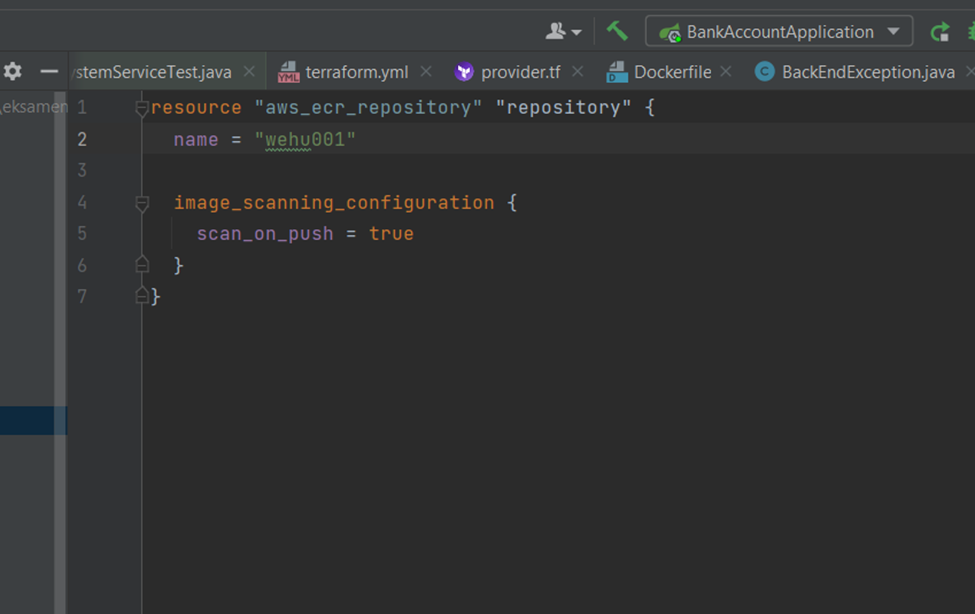 BankAccountApplication
stemServiceTest.java terraform.yml provider.tf Dockerfile BackEndException.java
\eksamen
1 resource "aws_ecr_repository" "repository" {
2 name = "wehu001"
3
4 image_scanning_configuration {
5 scan_on_push = true
6 }
7 }